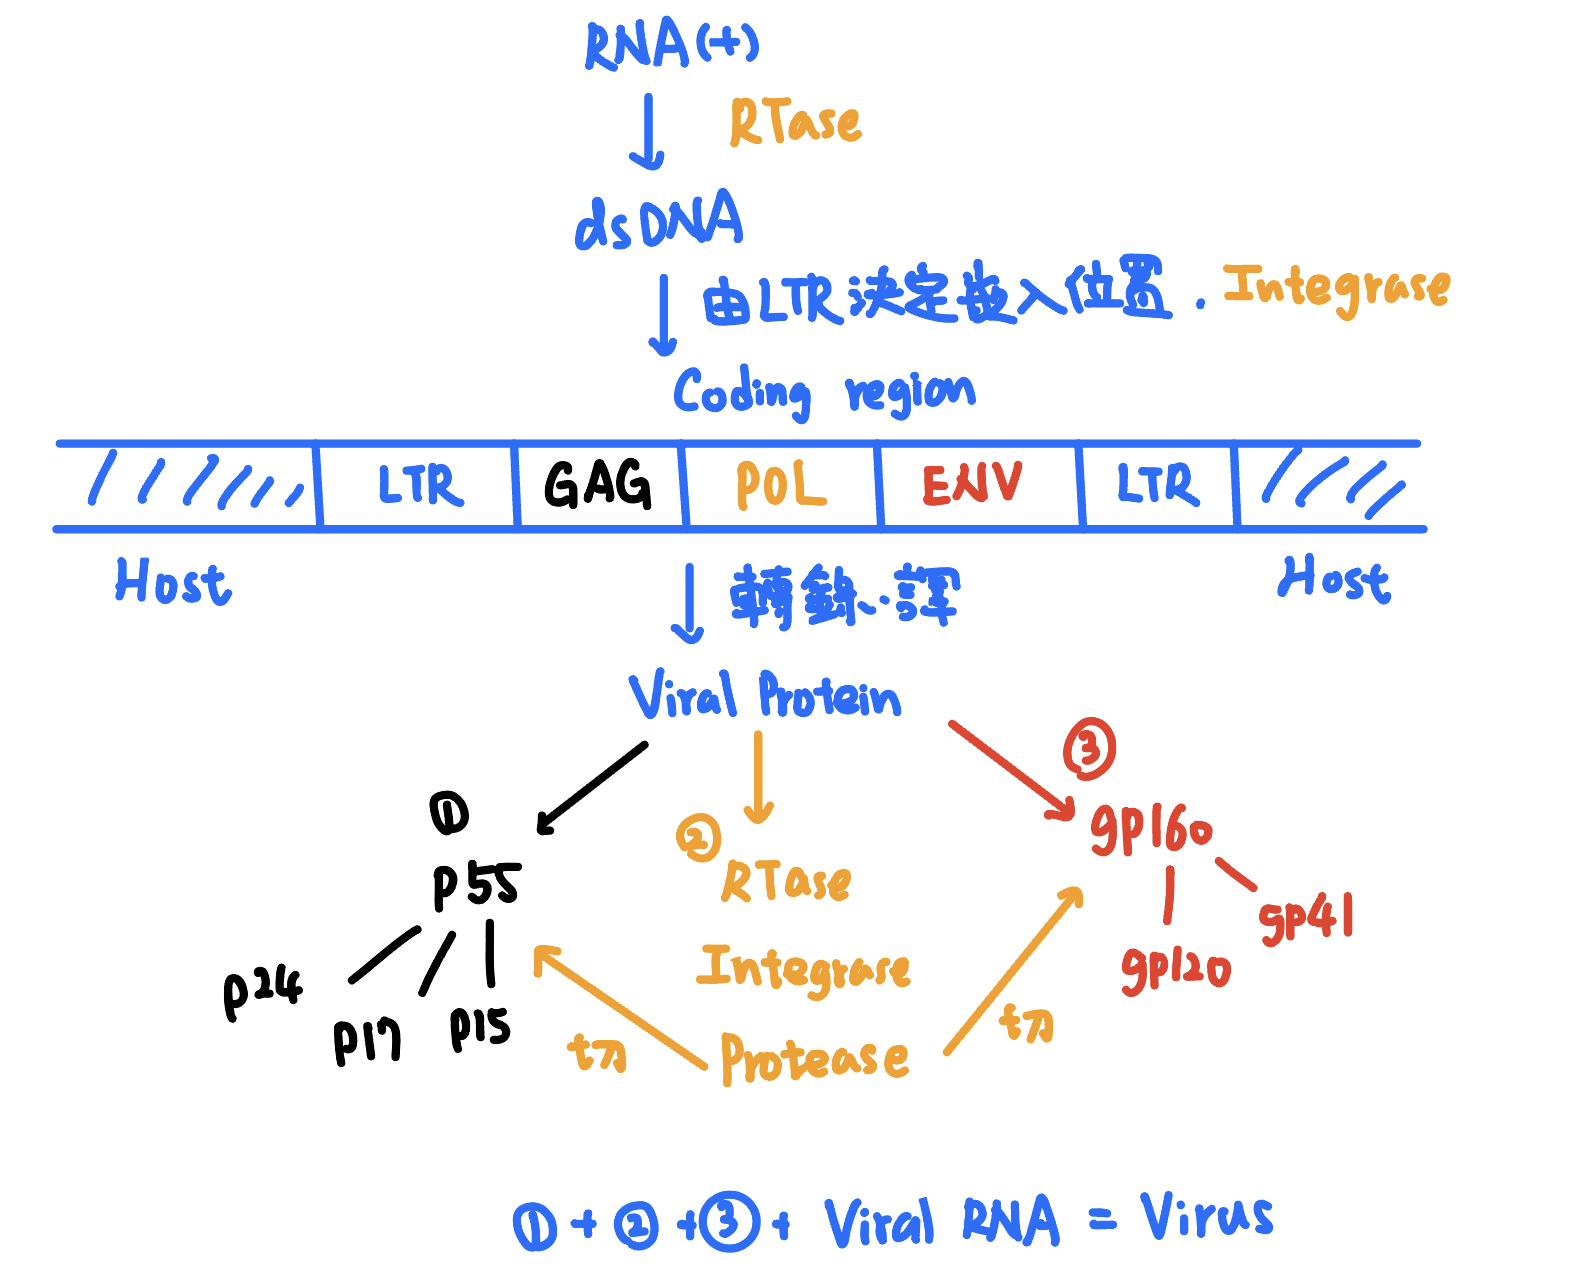 RNA(+)
RTase
dsDNA
由LTR決定嵌入位置. Integrase
Coding region
LTR GAG POL ENV LTR
Host Host
轉錄.譯
Viral Protein
③
① gp160
② RTase
p55
gp41
Integrase gp120
p24
p17 p15 切 Protease 切
①+②+③+ Viral RNA = Virus